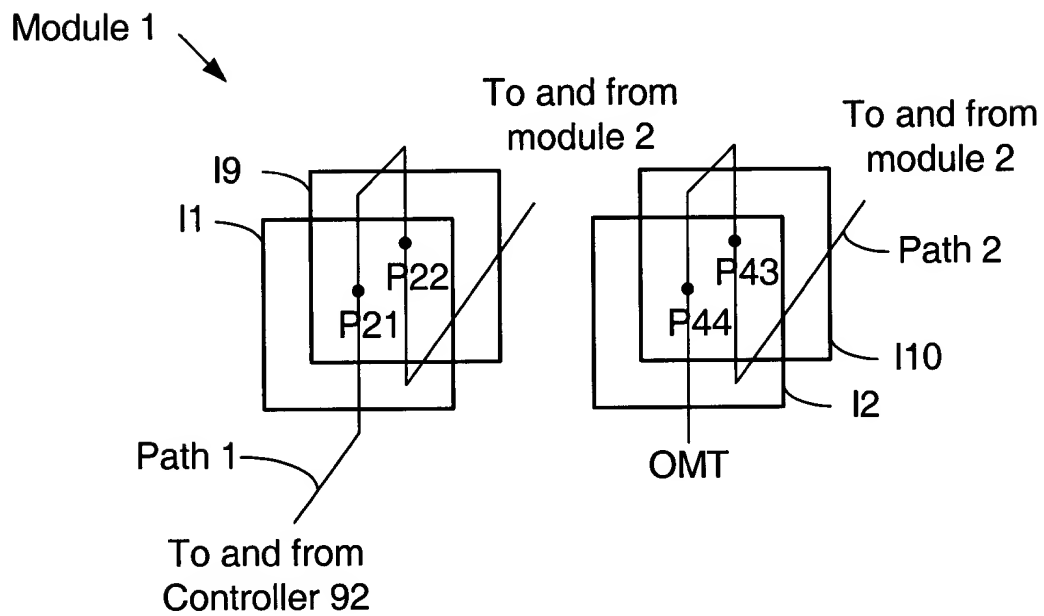 Module 1
To and from
module 2
To and from
module 2
I9
I1
P22
P21
Path 1
To and from
Controller 92
P43
P44
Path 2
I10
I2
OMT